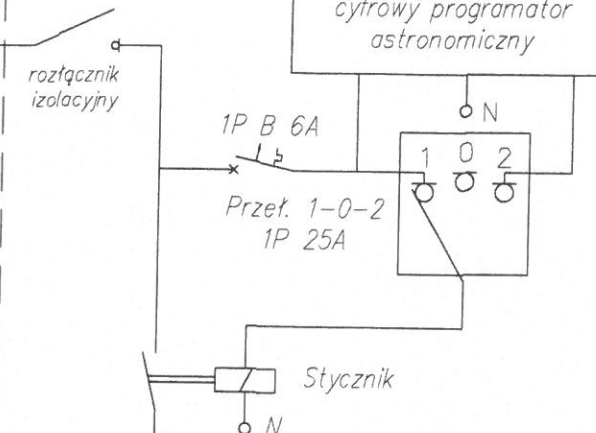 cyfrowy programator
astronomiczny
rozłącznik
izolacyjny
1P B 6A
N
1 0 2
Przeł. 1-0-2
1P 25A
Stycznik
N